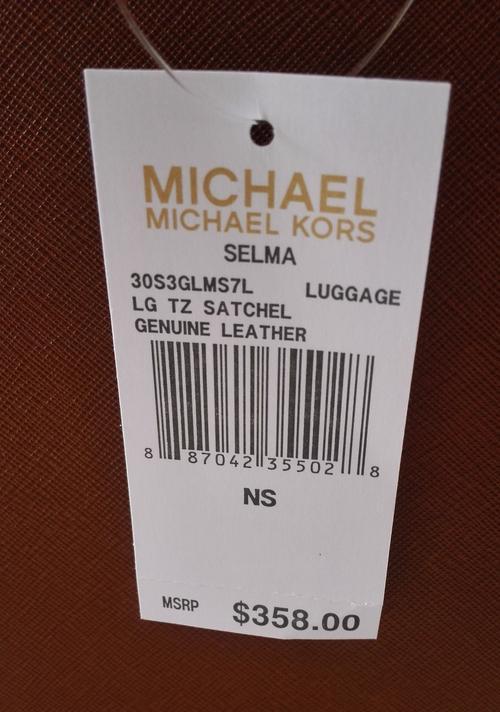 MICHAEL
MICHAEL KORS
SELMA
30S3GLMS7L LUGGAGE
LG TZ SATCHEL
GENUINE LEATHER
8 87042 35502 8
NS
MSRP $358.00